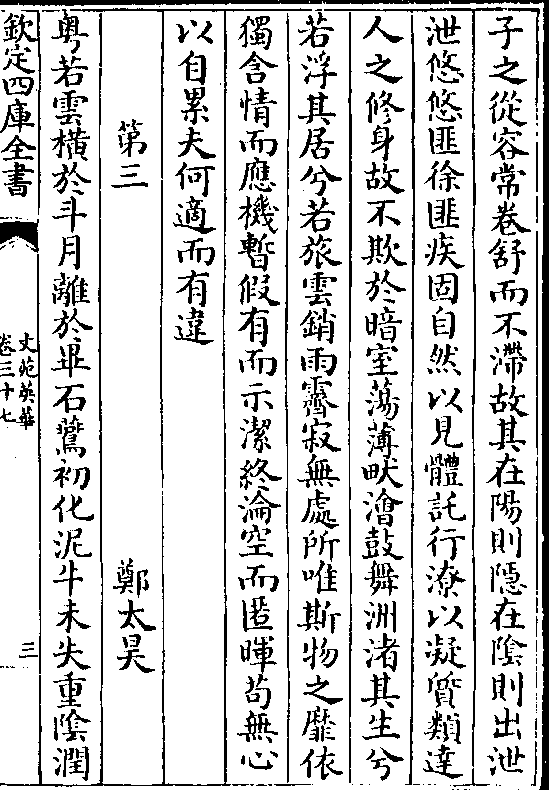 子之從容常卷舒而不滯故其在陽則隱在陰則出泄
泄悠悠匪徐匪疾固自然以見體託行潦以凝質類達
人之修身故不欺於暗室蕩薄畎澮鼓舞洲渚其生兮
若浮其居兮若旅雲銷雨霽寂無處所唯斯物之靡依
獨含情而應機暫假有而示潔終淪空而匿暉苟無心
以自累夫何適而有違
第三
鄭太昊
粤若雲橫於斗月離於畢石鷰初化泥牛未失重陰潤
欽定四庫全書
文苑英華
卷三十七
三